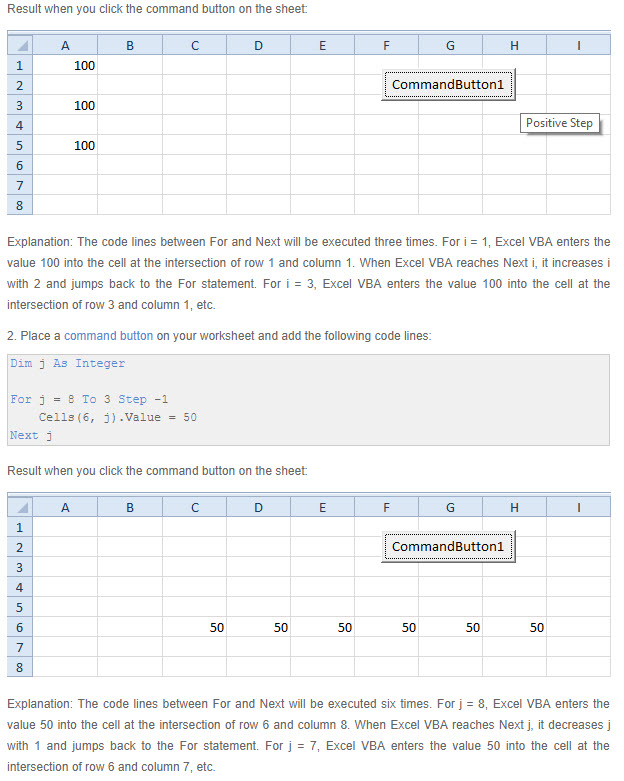 Result when you click the command button on the sheet:
A B C D E F G H I
1 100
2 CommandButton1
3 100
4 Positive Step
5 100
6
7
8
Explanation: The code lines between For and Next will be executed three times. For i = 1, Excel VBA enters the
value 100 into the cell at the intersection of row 1 and column 1. When Excel VBA reaches Next i, it increases i
with 2 and jumps back to the For statement. For i = 3, Excel VBA enters the value 100 into the cell at the
intersection of row 3 and column 1, etc.
2. Place a command button on your worksheet and add the following code lines:
Dim j As Integer
For j = 8 To 3 Step -1
Cells(6, j).Value = 50
Next j
Result when you click the command button on the sheet:
A B C D E F G H I
1
2 CommandButton1
3
4
5
6 50 50 50 50 50 50
7
8
Explanation: The code lines between For and Next will be executed six times. For j = 8, Excel VBA enters the
value 50 into the cell at the intersection of row 6 and column 8. When Excel VBA reaches Next j, it decreases j
with 1 and jumps back to the For statement. For j = 7, Excel VBA enters the value 50 into the cell at the
intersection of row 6 and column 7, etc.